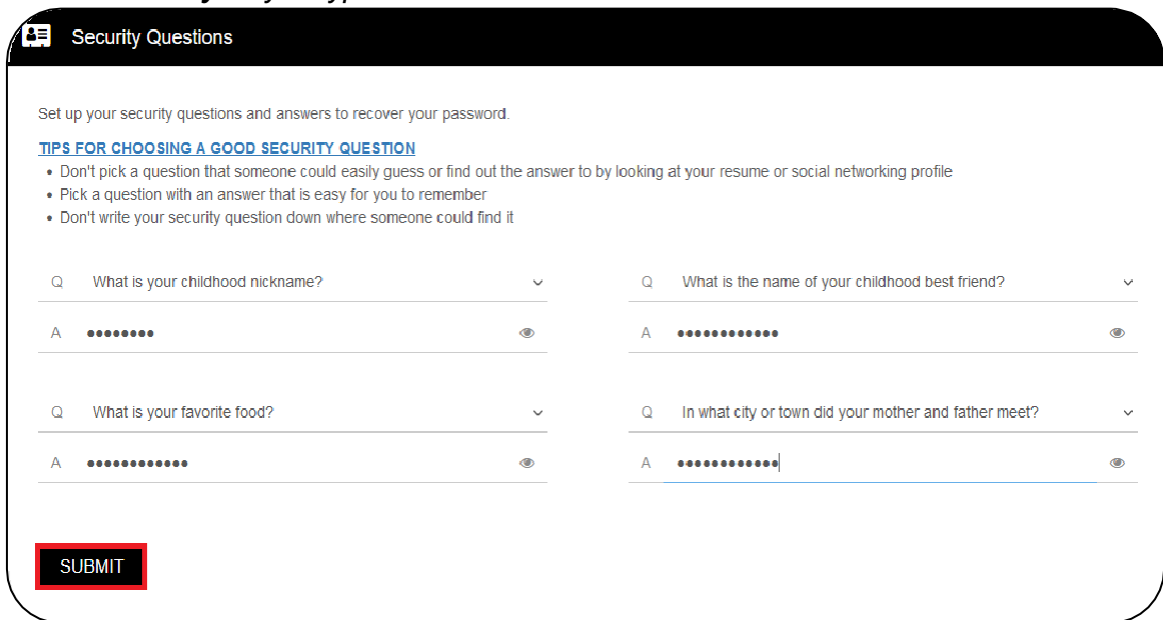 Security Questions
Set up your security questions and answers to recover your password.
TIPS FOR CHOOSING A GOOD SECURITY QUESTION
• Don't pick a question that someone could easily guess or find out the answer to by looking at your resume or social networking profile
• Pick a question with an answer that is easy for you to remember
• Don't write your security question down where someone could find it
Q What is your childhood nickname?
A ••••••••
Q What is the name of your childhood best friend?
A ••••••••••••
Q What is your favorite food?
A ••••••••••••
Q In what city or town did your mother and father meet?
A ••••••••••••
SUBMIT